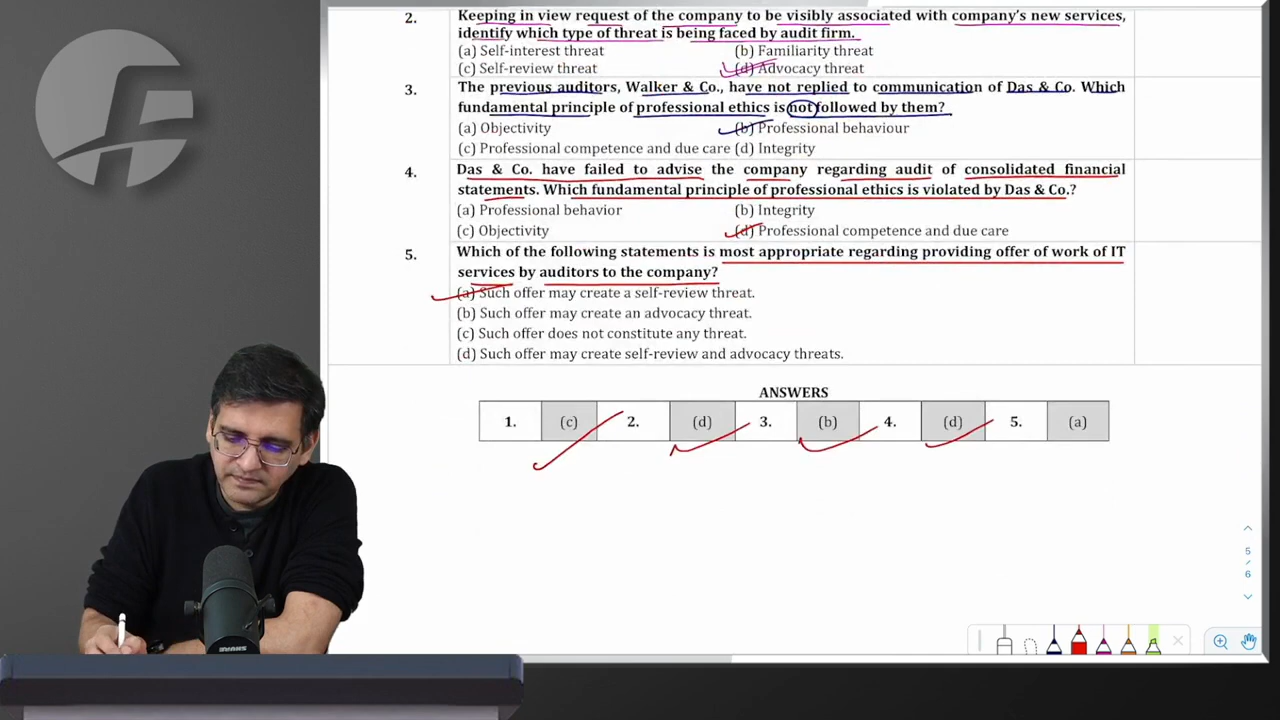 2.
Keeping in view request of the company to be visibly associated with company's new services,
identify which type of threat is being faced by audit firm.
(a) Self-interest threat (b) Familiarity threat
(c) Self-review threat (d) Advocacy threat
3.
The previous auditors, Walker & Co., have not replied to communication of Das & Co. Which
fundamental principle of professional ethics is not followed by them?
(a) Objectivity (b) Professional behaviour
(c) Professional competence and due care (d) Integrity
4.
Das & Co. have failed to advise the company regarding audit of consolidated financial
statements. Which fundamental principle of professional ethics is violated by Das & Co.?
(a) Professional behavior (b) Integrity
(c) Objectivity (d) Professional competence and due care
5.
Which of the following statements is most appropriate regarding providing offer of work of IT
services by auditors to the company?
(a) Such offer may create a self-review threat.
(b) Such offer may create an advocacy threat.
(c) Such offer does not constitute any threat.
(d) Such offer may create self-review and advocacy threats.
ANSWERS
1. (c) 2. (d) 3. (b) 4. (d) 5. (a)
5
/
6